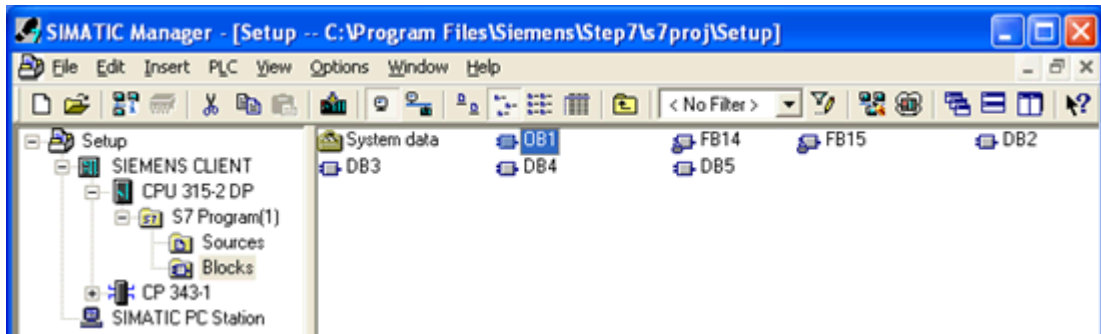 SIMATIC Manager - [Setup -- C:\Program Files\Siemens\Step7\s7proj\Setup]
File Edit Insert PLC View Options Window Help
< No Filter >
Setup
SIEMENS CLIENT
CPU 315-2 DP
S7 Program(1)
Sources
Blocks
CP 343-1
SIMATIC PC Station
System data OB1 FB14 FB15 DB2
DB3 DB4 DB5